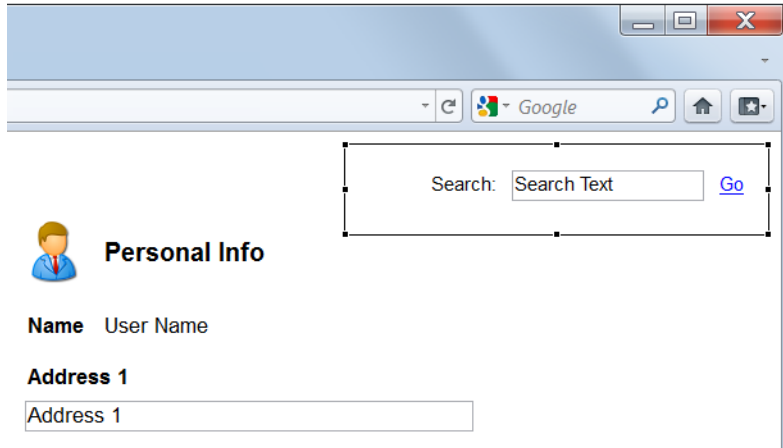 Google
Search: Search Text Go
Personal Info
Name User Name
Address 1
Address 1